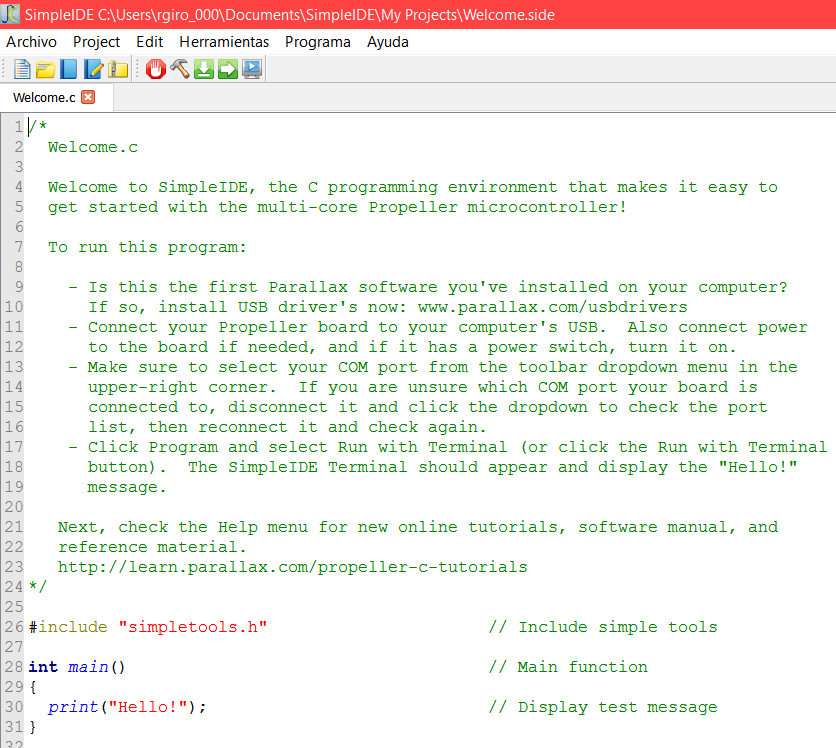 SimpleIDE C:\Users\rgiro_000\Documents\SimpleIDE\My Projects\Welcome.side
Archivo Project Edit Herramientas Programa Ayuda
Welcome.c
1 /*
2 Welcome.c
3
4 Welcome to SimpleIDE, the C programming environment that makes it easy to
5 get started with the multi-core Propeller microcontroller!
6
7 To run this program:
8
9 - Is this the first Parallax software you've installed on your computer?
10 If so, install USB driver's now: www.parallax.com/usbdrivers
11 - Connect your Propeller board to your computer's USB.  Also connect power
12 to the board if needed, and if it has a power switch, turn it on.
13 - Make sure to select your COM port from the toolbar dropdown menu in the
14 upper-right corner.  If you are unsure which COM port your board is
15 connected to, disconnect it and click the dropdown to check the port
16 list, then reconnect it and check again.
17 - Click Program and select Run with Terminal (or click the Run with Terminal
18 button).  The SimpleIDE Terminal should appear and display the "Hello!"
19 message.
20
21 Next, check the Help menu for new online tutorials, software manual, and
22 reference material.
23 http://learn.parallax.com/propeller-c-tutorials
24 */
25
26 #include "simpletools.h" // Include simple tools
27
28 int main() // Main function
29 {
30 print("Hello!"); // Display test message
31 }
32